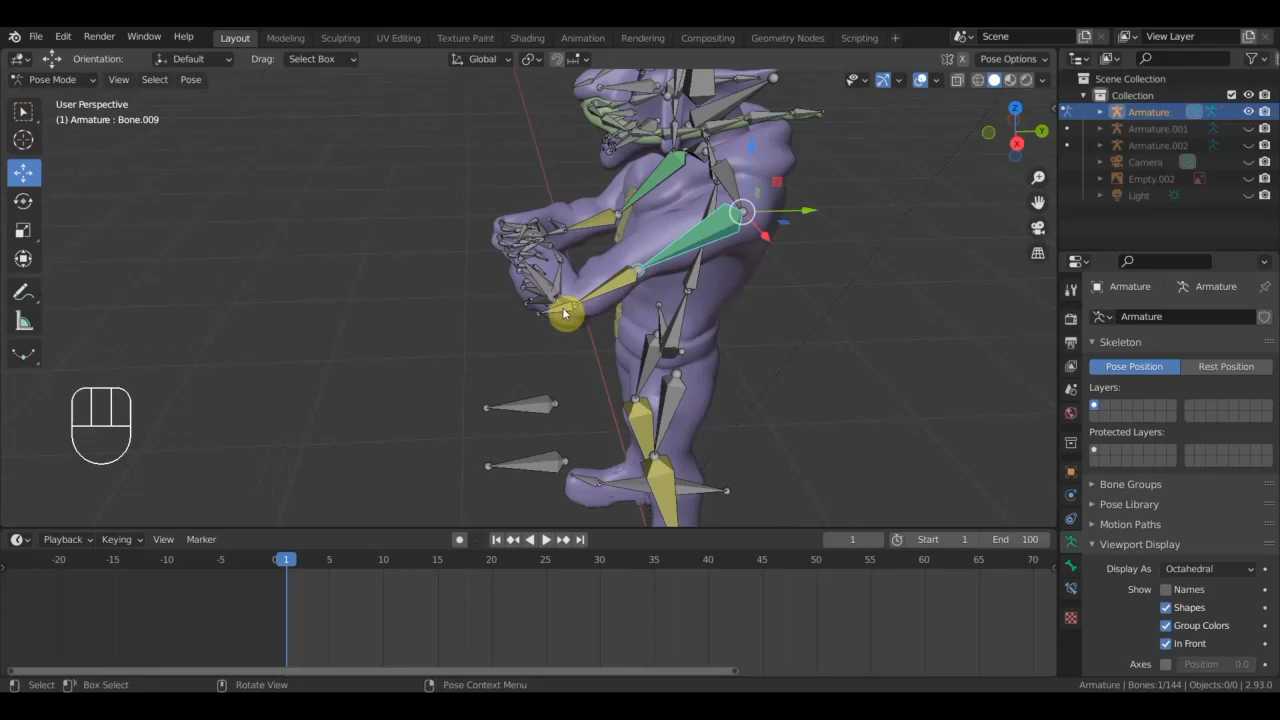 File Edit Render Window Help Layout Modeling Sculpting UV Editing Texture Paint Shading Animation Rendering Compositing Geometry Nodes Scripting + Scene View Layer
Orientation: Default Drag: Select Box Global Pose Options
Pose Mode View Select Pose
User Perspective
(1) Armature : Bone.009
Z
Y
X
Scene Collection
Collection
Armature
Armature.001
Armature.002
Camera
Empty.002
Light
Armature Armature
Armature
Skeleton
Pose Position Rest Position
Layers:
Protected Layers:
Bone Groups
Pose Library
Motion Paths
Viewport Display
Display As Octahedral
Show Names
Shapes
Group Colors
In Front
Axes Position 0.0
Playback Keying View Marker 1 Start 1 End 100
-20 -15 -10 -5 0 1 5 10 15 20 25 30 35 40 45 50 55 60 65 70
Select Box Select Rotate View Pose Context Menu Armature | Bones:1/144 | Objects:0/0 | 2.93.0